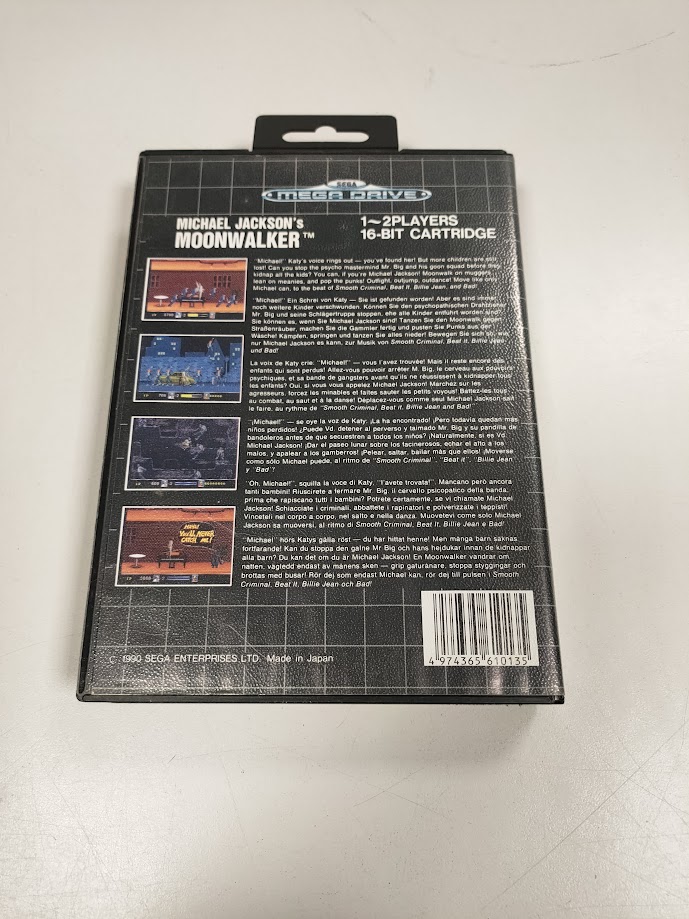 SEGA
MEGA DRIVE
MICHAEL JACKSON's
MOONWALKER™
1~2PLAYERS
16-BIT CARTRIDGE
"Michael!" Katy's voice rings out — you've found her! But more children are still
lost! Can you stop the psycho mastermind Mr. Big and his goon squad before they
kidnap all the kids? You can, if you're Michael Jackson! Moonwalk on muggers,
lean on meanies, and pop the punks! Outfight, outjump, outdance! Move like only
Michael can, to the beat of Smooth Criminal, Beat It, Billie Jean, and Bad!
"Michael!" Ein Schrei von Katy — Sie ist gefunden worden! Aber es sind immer
noch weitere Kinder verschwunden. Können Sie den psychopathischen Drahtzieher
Mr. Big und seine Schlägertruppe stoppen, ehe alle Kinder entführt worden sind?
Sie können es, wenn Sie Michael Jackson sind! Tanzen Sie den Moonwalk gegen
Straßenräuber, machen Sie die Gammler fertig und pusten Sie Punks aus der
Wäsche! Kämpfen, springen und tanzen Sie alles nieder! Bewegen Sie sich so, wie
nur Michael Jackson es kann, zur Musik von Smooth Criminal, Beat It, Billie Jean
und Bad!
La voix de Katy crie: "Michael!" — vous l'avez trouvée! Mais il reste encore des
enfants qui sont perdus! Allez-vous pouvoir arrêter M. Big, le cerveau aux pouvoirs
psychiques, et sa bande de gangsters avant qu'ils ne réussissent à kidnapper tous
les enfants? Oui, si vous vous appelez Michael Jackson! Marchez sur les
agresseurs, forcez les minables et faites sauter les petits voyous! Battez-les tous
au combat, au saut et à la danse! Déplacez-vous comme seul Michael Jackson sait
le faire, au rythme de "Smooth Criminal, Beat it, Billie Jean and Bad!"
"¡Michael!" — se oye la voz de Katy: ¡La ha encontrado! ¡Pero todavía quedan más
niños perdidos! ¿Puede Vd. detener al perverso y taimado Mr. Big y su pandilla de
bandoleros antes de que secuestren a todos los niños? ¡Naturalmente, si es Vd.
Michael Jackson! ¡Dar el paseo lunar sobre los facinerosos, echar el alto a los
malos, y apalear a los gamberros! ¡Pelear, saltar, bailar más que ellos! ¡Moverse
como sólo Michael puede, al ritmo de "Smooth Criminal", "Beat it", "Billie Jean"
y "Bad"!
"Oh, Michael!", squilla la voce di Katy, "l'avete trovata!". Mancano però ancora
tanti bambini! Riuscirete a fermare Mr. Big, il cervello psicopatico della banda,
prima che rapiscano tutti i bambini? Potrete certamente, se vi chiamate Michael
Jackson! Schiacciate i criminali, abbattete i rapinatori e polverizzate i teppisti!
Vinceteli nel corpo a corpo, nel salto e nella danza. Muovetevi come solo Michael
Jackson sa muoversi, al ritmo di Smooth Criminal, Beat It, Billie Jean e Bad!
"Michael" hörs Katys gälla röst — du har hittat henne! Men många barn saknas
fortfarande! Kan du stoppa den galne Mr Big och hans hejdukar innan de kidnappar
alla barn? Du kan det om du är Michael Jackson! En Moonwalker vandrar om
natten, vägledd endast av månens sken — grip gaturånare, stoppa styggingar och
brottas med busar! Rör dej som endast Michael kan, rör dej till pulsen i Smooth
Criminal, Beat It, Billie Jean och Bad!
HAHAHA!
YOU'LL NEVER
CATCH ME!
© 1990 SEGA ENTERPRISES LTD. Made in Japan
4 974365 610135